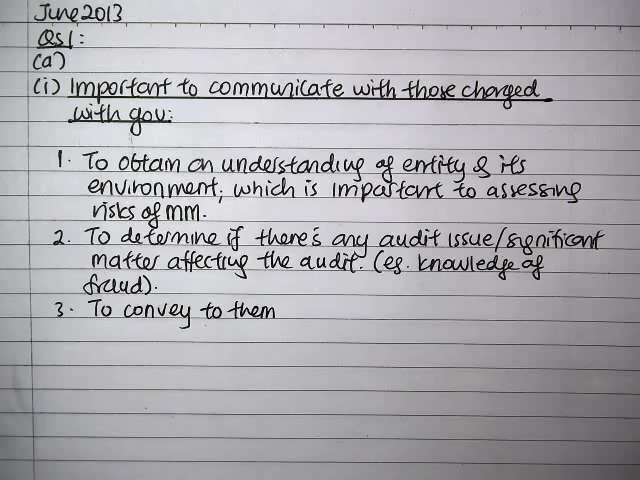 June 2013
Qs1:
(a)
(i) Important to communicate with those charged
with gov:
1. To obtain an understanding of entity & its
environment, which is important to assessing
risks of MM.
2. To determine if there's any audit issue/significant
matter affecting the audit. (eg. knowledge of
fraud).
3. To convey to them